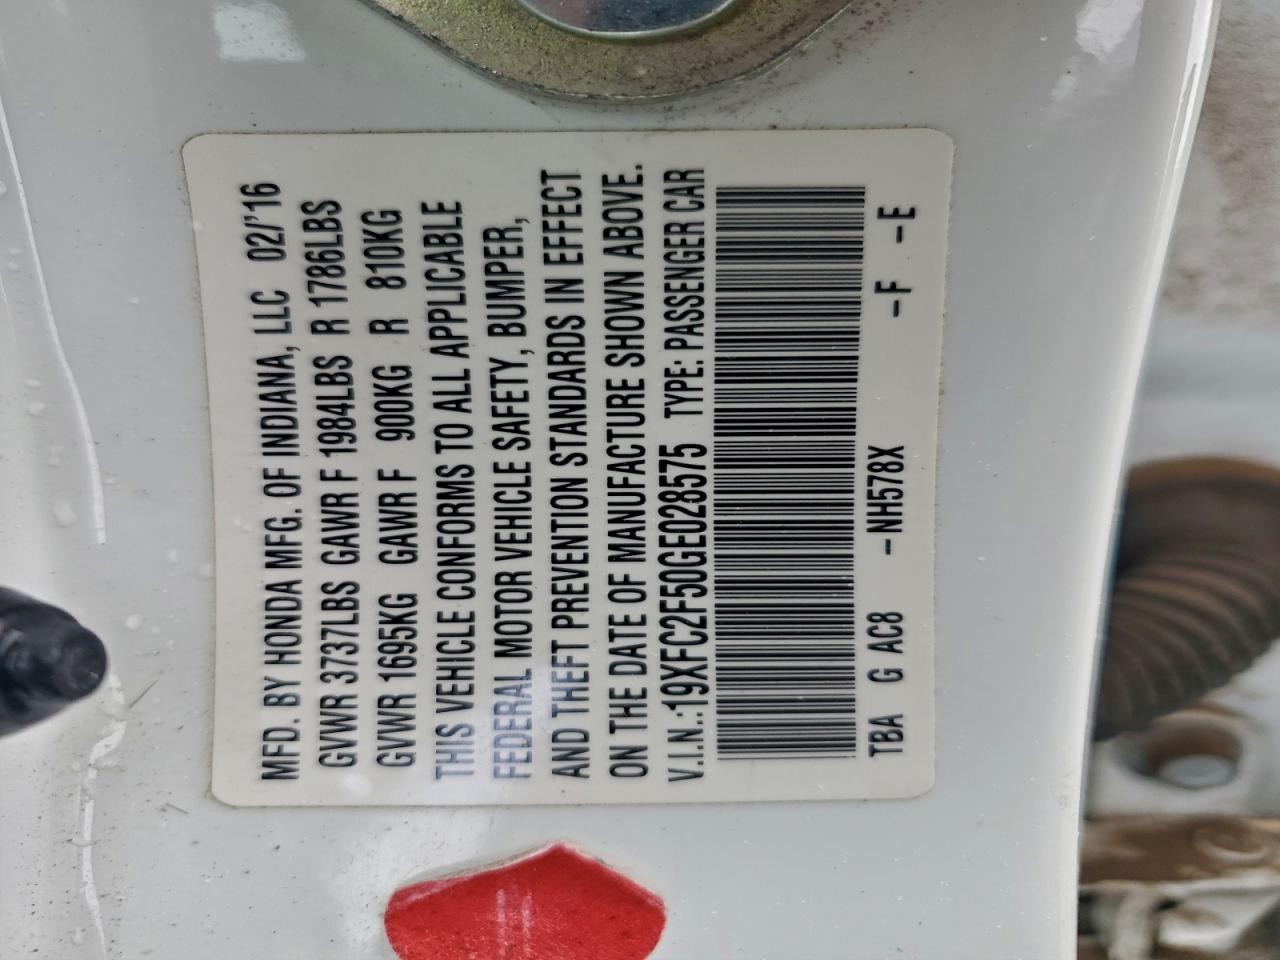 MFD. BY HONDA MFG. OF INDIANA, LLC 02/'16
GVWR 3737LBS GAWR F 1984LBS R 1786LBS
GVWR 1695KG GAWR F 900KG R 810KG
THIS VEHICLE CONFORMS TO ALL APPLICABLE
FEDERAL MOTOR VEHICLE SAFETY, BUMPER,
AND THEFT PREVENTION STANDARDS IN EFFECT
ON THE DATE OF MANUFACTURE SHOWN ABOVE.
V.I.N.:19XFC2F50GE028575 TYPE: PASSENGER CAR
TBA G AC8 -NH578X -F -E